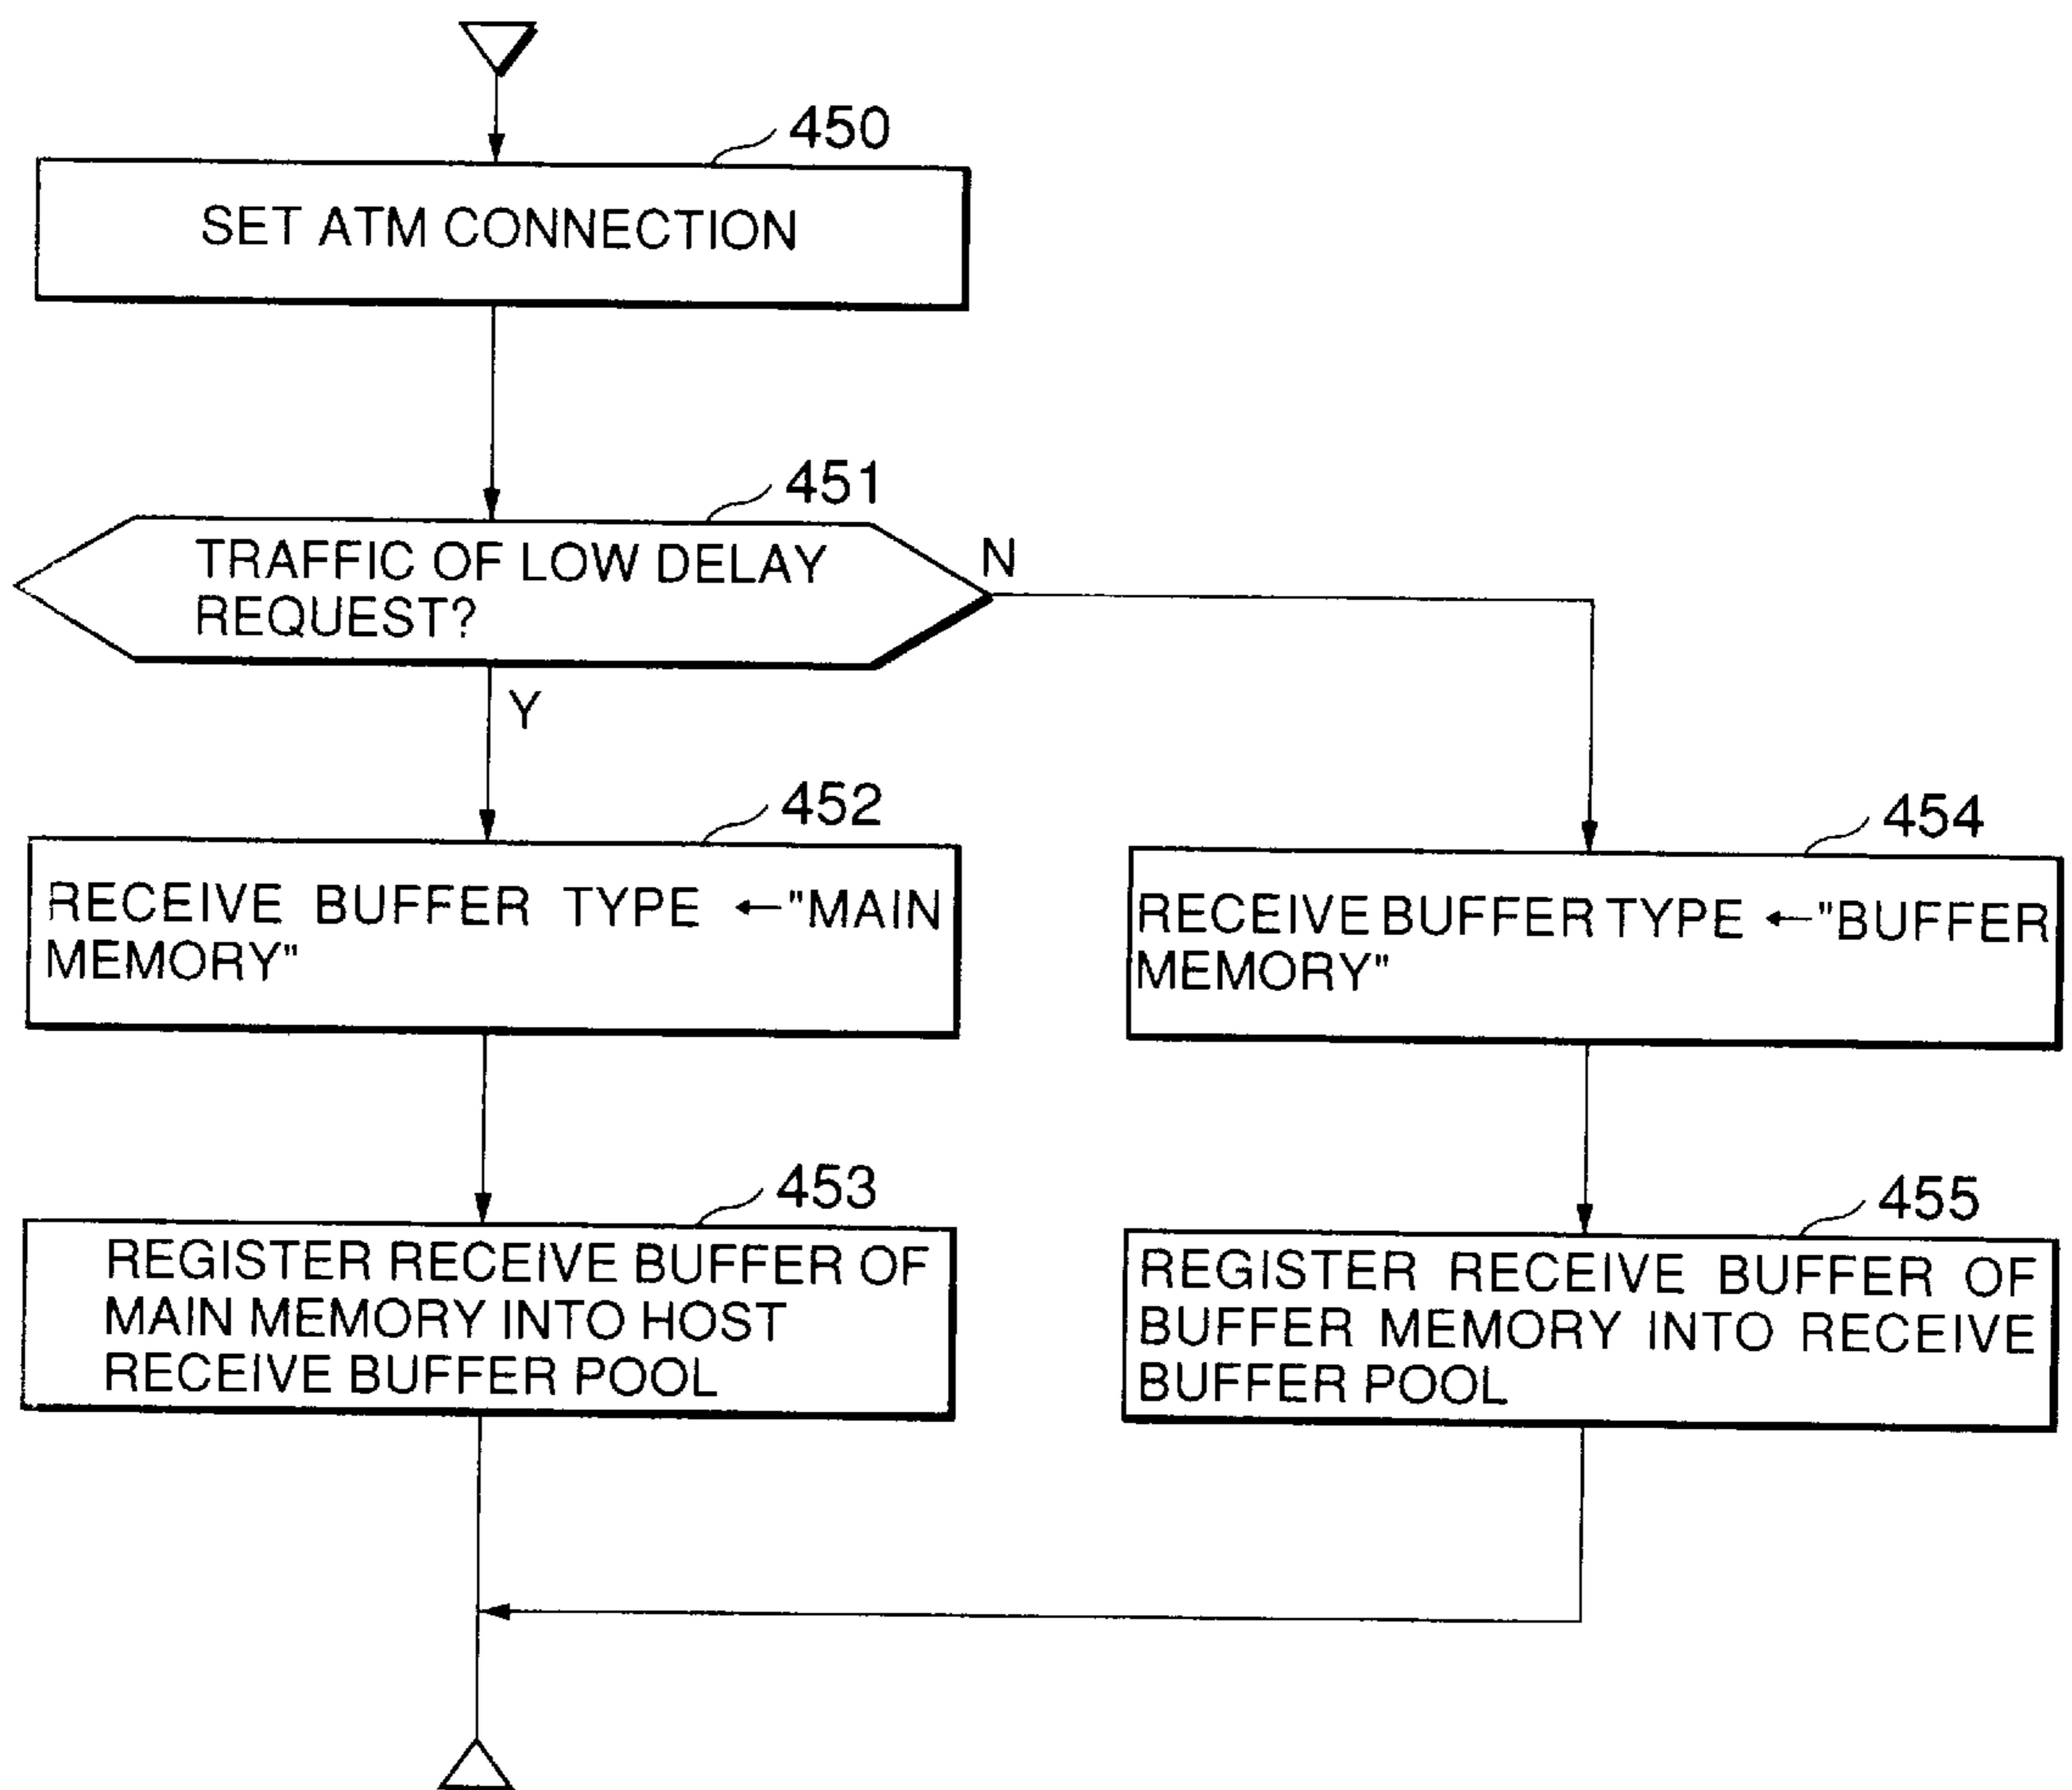 450
SET ATM CONNECTION
451
TRAFFIC OF LOW DELAY
REQUEST?
N
Y
452
RECEIVE BUFFER TYPE ←"MAIN
MEMORY"
454
RECEIVE BUFFER TYPE ←"BUFFER
MEMORY"
453
REGISTER RECEIVE BUFFER OF
MAIN MEMORY INTO HOST
RECEIVE BUFFER POOL
455
REGISTER RECEIVE BUFFER OF
BUFFER MEMORY INTO RECEIVE
BUFFER POOL